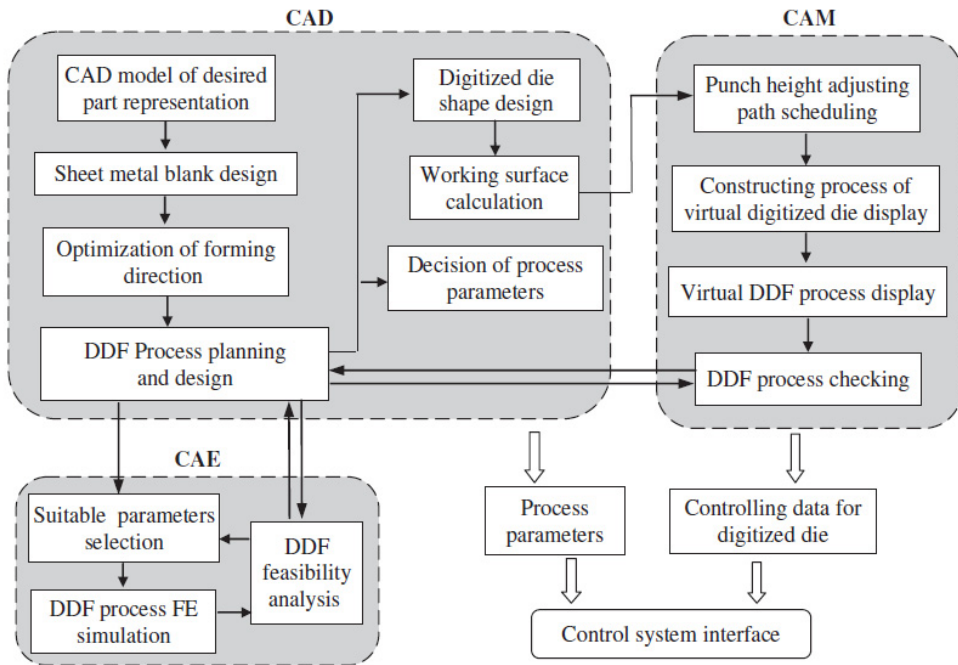 CAD
CAD model of desired
part representation
Sheet metal blank design
Optimization of forming
direction
DDF Process planning
and design
Digitized die
shape design
Working surface
calculation
Decision of process
parameters
CAM
Punch height adjusting
path scheduling
Constructing process of
virtual digitized die display
Virtual DDF process display
DDF process checking
CAE
Suitable parameters
selection
DDF process FE
simulation
DDF
feasibility
analysis
Process
parameters
Controlling data for
digitized die
Control system interface